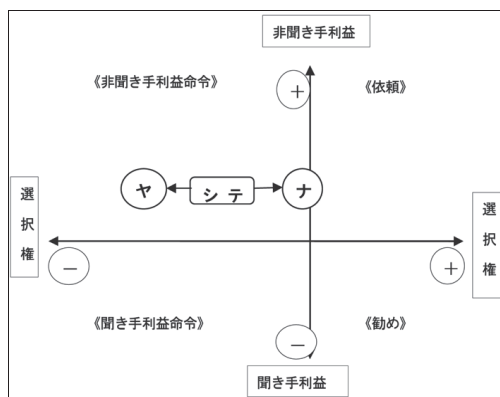 非聞き手利益
《非聞き手利益命令》
＋
《依頼》
ヤ
シテ
ナ
選択権
選択権
－
＋
《聞き手利益命令》
《勧め》
－
聞き手利益